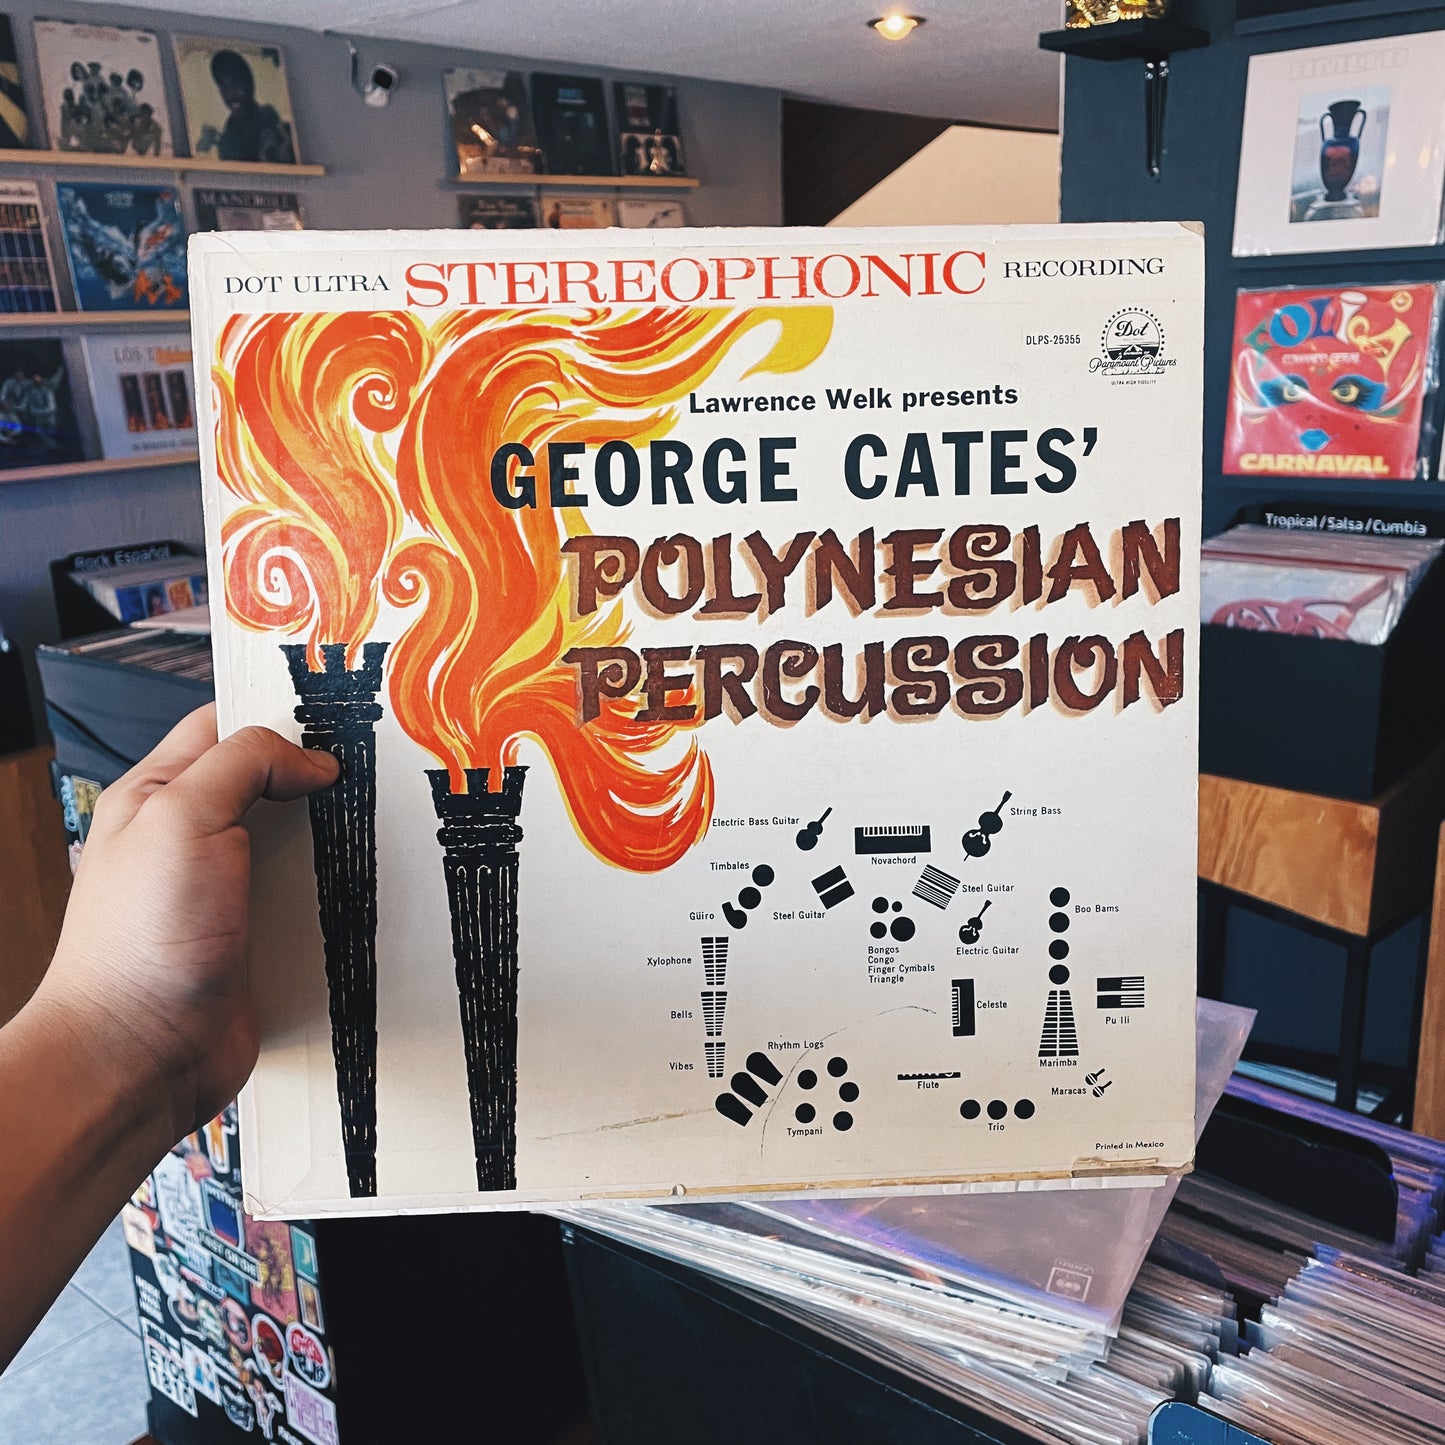 DOT ULTRA STEREOPHONIC RECORDING
DLPS-25355
Dot
Paramount Pictures
ULTRA HIGH FIDELITY
Lawrence Welk presents
GEORGE CATES'
POLYNESIAN
PERCUSSION
Electric Bass Guitar
Novachord
String Bass
Timbales
Steel Guitar
Steel Guitar
Güiro
Boo Bams
Bongos
Congo
Finger Cymbals
Triangle
Electric Guitar
Xylophone
Celeste
Bells
Pu Ili
Rhythm Logs
Vibes
Marimba
Flute
Maracas
Tympani
Trio
Printed in Mexico
CARNAVAL
Tropical/Salsa/Cumbia
Rock Español
MANDRILL